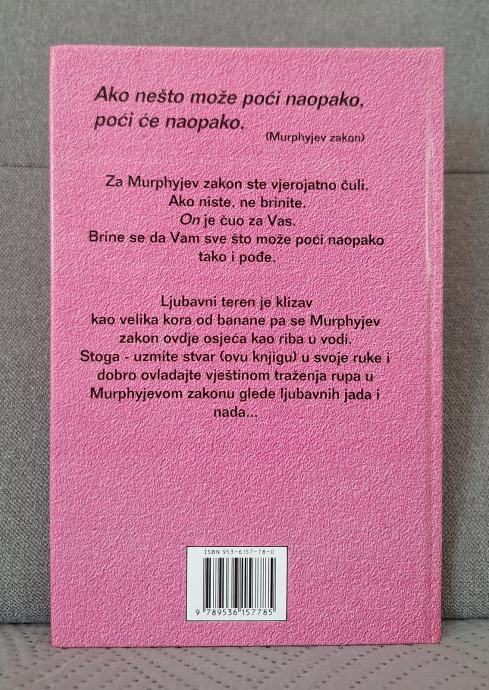 Ako nešto može poći naopako,
poći će naopako.
(Murphyjev zakon)
Za Murphyjev zakon ste vjerojatno čuli.
Ako niste, ne brinite.
On je čuo za Vas.
Brine se da Vam sve što može poći naopako
tako i pođe.
Ljubavni teren je klizav
kao velika kora od banane pa se Murphyjev
zakon ovdje osjeća kao riba u vodi.
Stoga - uzmite stvar (ovu knjigu) u svoje ruke i
dobro ovladajte vještinom traženja rupa u
Murphyjevom zakonu glede ljubavnih jada i
nada...
ISBN 953-6157-78-0
9 789536 157785